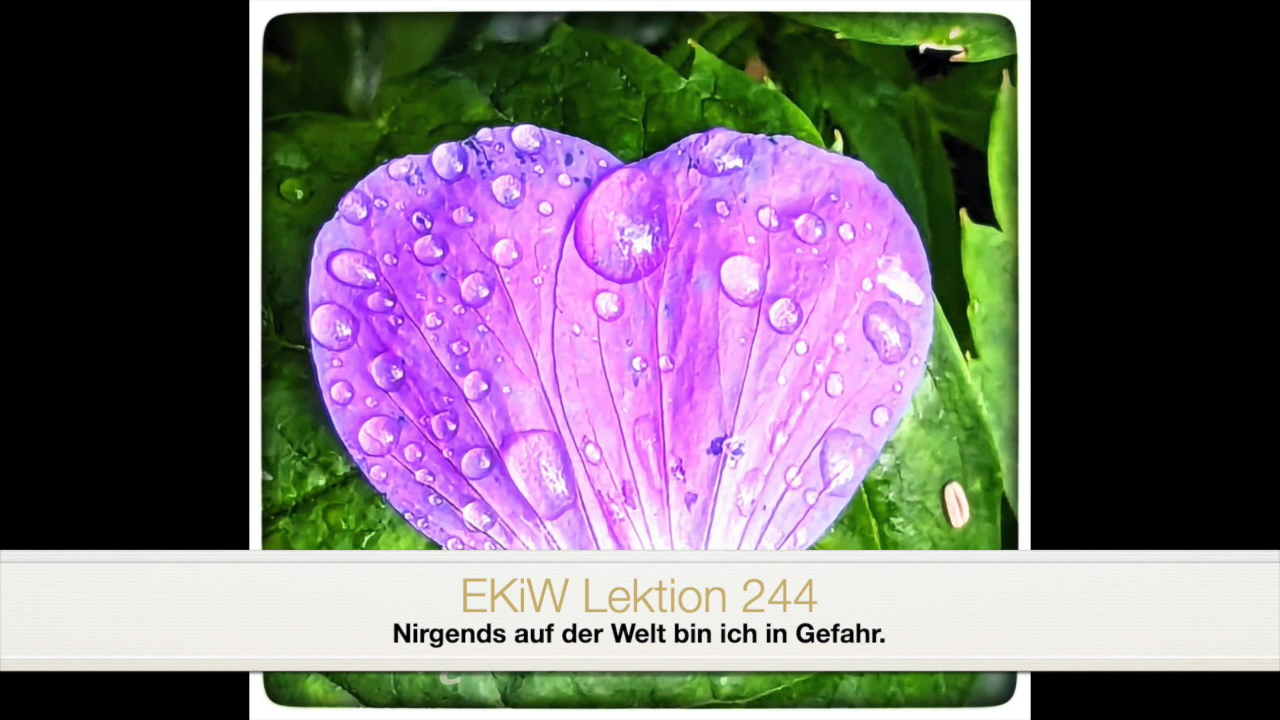 EKiW Lektion 244
Nirgends auf der Welt bin ich in Gefahr.